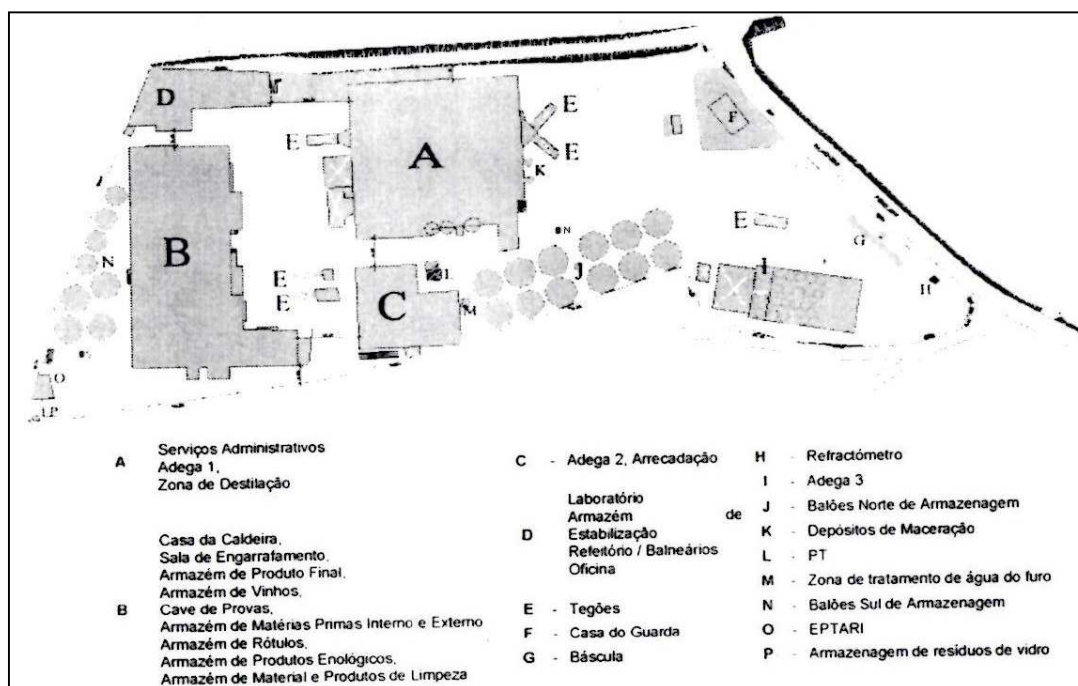 D
E
E
F
A
E
K
E
N
B
N
J
G
I
E
L
E
C
M
H
O
A
Serviços Administrativos
Adega 1,
Zona de Destilação
B
Casa da Caldeira,
Sala de Engarrafamento,
Armazém de Produto Final,
Armazém de Vinhos,
Cave de Provas,
Armazém de Matérias Primas Interno e Externo
Armazém de Rótulos,
Armazém de Produtos Enológicos,
Armazém de Material e Produtos de Limpeza
C - Adega 2, Arrecadação
D
Laboratório
Armazém de
Estabilização
Refeitório / Balneários
Oficina
E - Tegões
F - Casa do Guarda
G - Báscula
H - Refractómetro
I - Adega 3
J - Balões Norte de Armazenagem
K - Depósitos de Maceração
L - PT
M - Zona de tratamento de água do furo
N - Balões Sul de Armazenagem
O - EPTARI
P - Armazenagem de resíduos de vidro